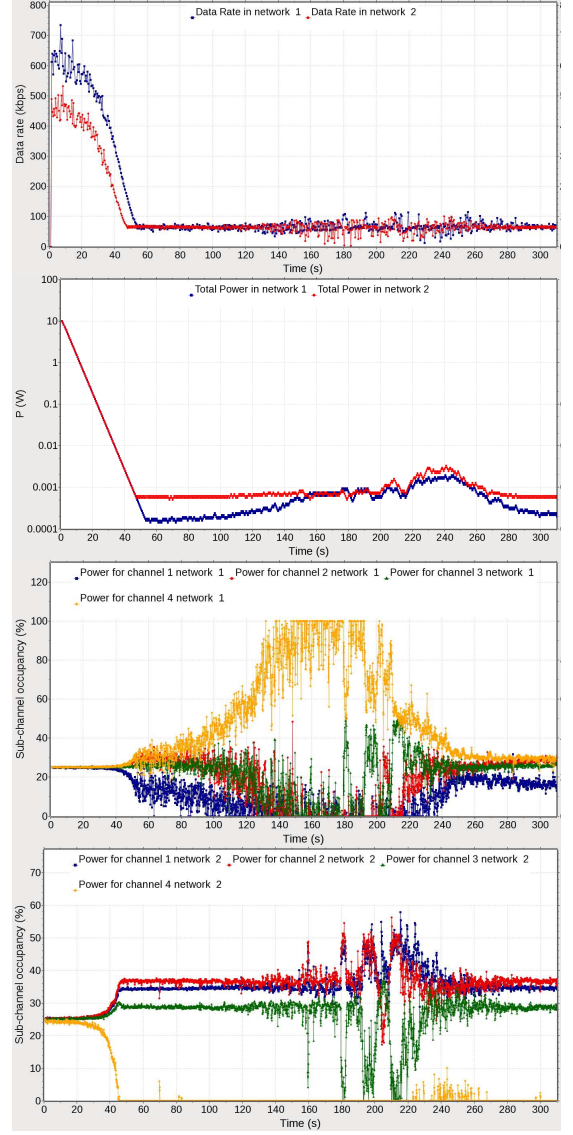 800
Data Rate in network 1 Data Rate in network 2
700
600
500
400
300
200
100
0
Data rate (kbps)
0 20 40 60 80 100 120 140 160 180 200 220 240 260 280 300
Time (s)
100
Total Power in network 1 Total Power in network 2
10
1
0.1
0.01
0.001
0.0001
P (W)
0 20 40 60 80 100 120 140 160 180 200 220 240 260 280 300
Time (s)
Power for channel 1 network 1 Power for channel 2 network 1 Power for channel 3 network 1
Power for channel 4 network 1
120
100
80
60
40
20
0
Sub-channel occupancy (%)
0 20 40 60 80 100 120 140 160 180 200 220 240 260 280 300
Time (s)
Power for channel 1 network 2 Power for channel 2 network 2 Power for channel 3 network 2
Power for channel 4 network 2
70
60
50
40
30
20
10
0
Sub-channel occupancy (%)
0 20 40 60 80 100 120 140 160 180 200 220 240 260 280 300
Time (s)